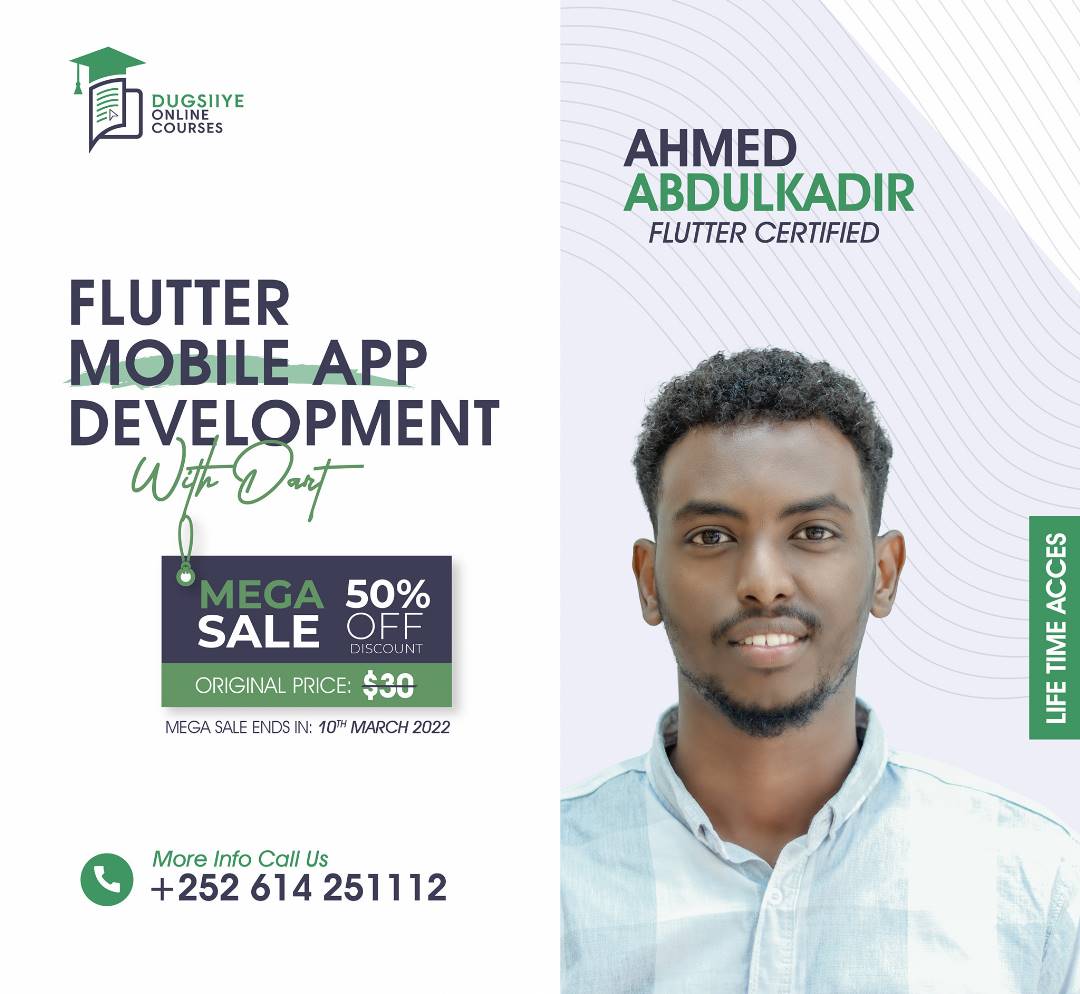 DUGSIIYE
ONLINE
COURSES
FLUTTER
MOBILE APP
DEVELOPMENT
With Dart
MEGA
SALE
50%
OFF
DISCOUNT
ORIGINAL PRICE: $30
MEGA SALE ENDS IN: 10TH MARCH 2022
More Info Call Us
+252 614 251112
AHMED
ABDULKADIR
FLUTTER CERTIFIED
LIFE TIME ACCES